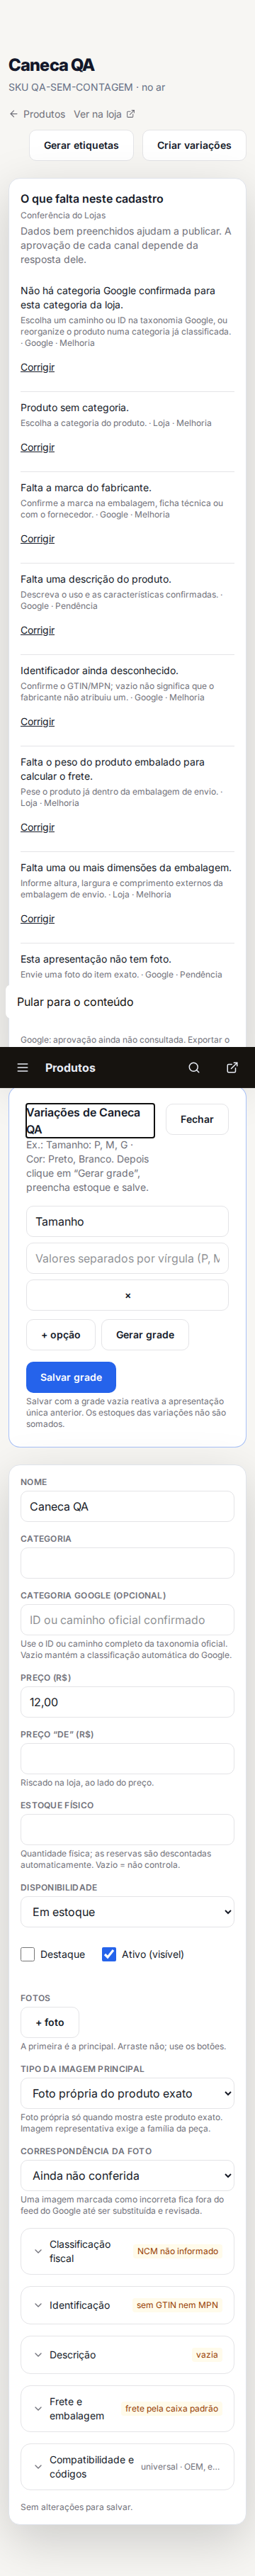 Caneca QA
SKU QA-SEM-CONTAGEM · no ar
← Produtos Ver na loja
Gerar etiquetas Criar variações
O que falta neste cadastro
Conferência do Lojas
Dados bem preenchidos ajudam a publicar. A
aprovação de cada canal depende da
resposta dele.
Não há categoria Google confirmada para
esta categoria da loja.
Escolha um caminho ou ID na taxonomia Google, ou
reorganize o produto numa categoria já classificada.
· Google · Melhoria
Corrigir
Produto sem categoria.
Escolha a categoria do produto. · Loja · Melhoria
Corrigir
Falta a marca do fabricante.
Confirme a marca na embalagem, ficha técnica ou
com o fornecedor. · Google · Melhoria
Corrigir
Falta uma descrição do produto.
Descreva o uso e as características confirmadas. ·
Google · Pendência
Corrigir
Identificador ainda desconhecido.
Confirme o GTIN/MPN; vazio não significa que o
fabricante não atribuiu um. · Google · Melhoria
Corrigir
Falta o peso do produto embalado para
calcular o frete.
Pese o produto já dentro da embalagem de envio. ·
Loja · Melhoria
Corrigir
Falta uma ou mais dimensões da embalagem.
Informe altura, largura e comprimento externos da
embalagem de envio. · Loja · Melhoria
Corrigir
Esta apresentação não tem foto.
Envie uma foto do item exato. · Google · Pendência
Pular para o conteúdo
Google: aprovação ainda não consultada. Exportar o
Produtos
Variações de Caneca
QA
Fechar
Ex.: Tamanho: P, M, G ·
Cor: Preto, Branco. Depois
clique em “Gerar grade”,
preencha estoque e salve.
Tamanho
Valores separados por vírgula (P, M
×
+ opção Gerar grade
Salvar grade
Salvar com a grade vazia reativa a apresentação
única anterior. Os estoques das variações não são
somados.
NOME
Caneca QA
CATEGORIA
CATEGORIA GOOGLE (OPCIONAL)
ID ou caminho oficial confirmado
Use o ID ou caminho completo da taxonomia oficial.
Vazio mantém a classificação automática do Google.
PREÇO (R$)
12,00
PREÇO “DE” (R$)
Riscado na loja, ao lado do preço.
ESTOQUE FÍSICO
Quantidade física; as reservas são descontadas
automaticamente. Vazio = não controla.
DISPONIBILIDADE
Em estoque
Destaque Ativo (visível)
FOTOS
+ foto
A primeira é a principal. Arraste não; use os botões.
TIPO DA IMAGEM PRINCIPAL
Foto própria do produto exato
Foto própria só quando mostra este produto exato.
Imagem representativa exige a família da peça.
CORRESPONDÊNCIA DA FOTO
Ainda não conferida
Uma imagem marcada como incorreta fica fora do
feed do Google até ser substituída e revisada.
Classificação
fiscal
NCM não informado
Identificação sem GTIN nem MPN
Descrição vazia
Frete e
embalagem
frete pela caixa padrão
Compatibilidade e
códigos
universal · OEM, e…
Sem alterações para salvar.